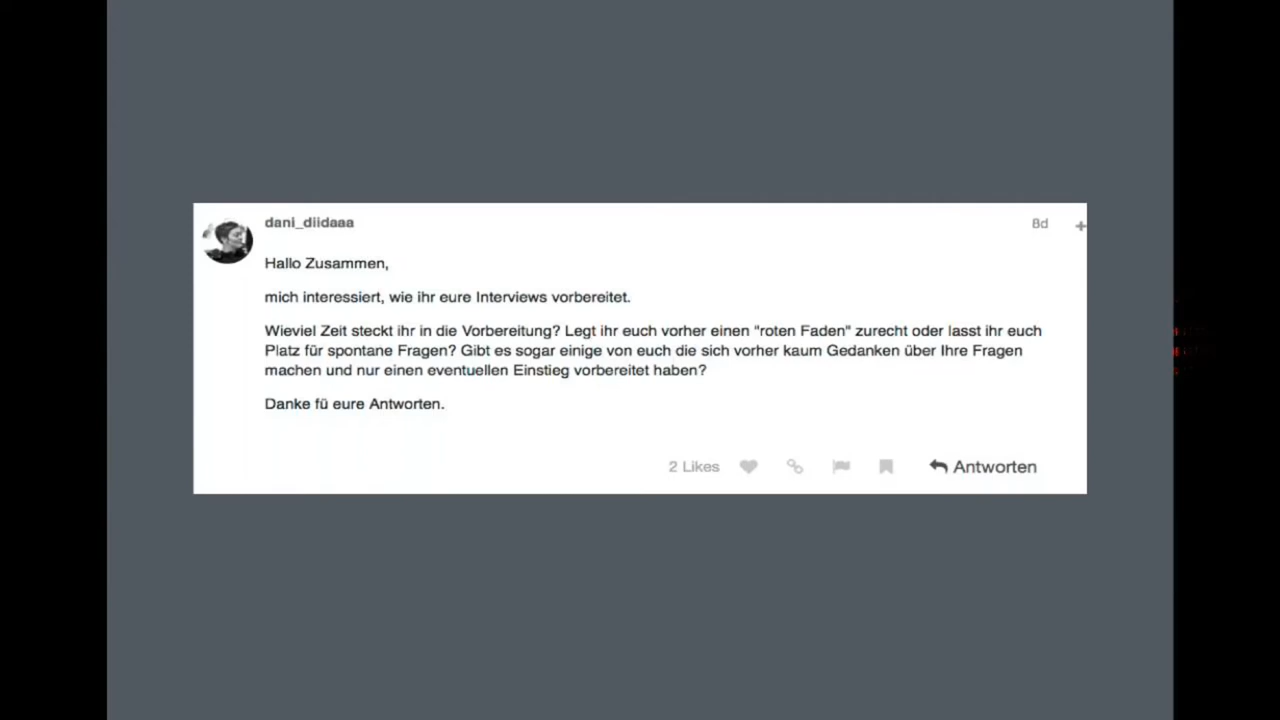 dani_diidaaa
8d
Hallo Zusammen,
mich interessiert, wie ihr eure Interviews vorbereitet.
Wieviel Zeit steckt ihr in die Vorbereitung? Legt ihr euch vorher einen "roten Faden" zurecht oder lasst ihr euch
Platz für spontane Fragen? Gibt es sogar einige von euch die sich vorher kaum Gedanken über Ihre Fragen
machen und nur einen eventuellen Einstieg vorbereitet haben?
Danke fü eure Antworten.
2 Likes
Antworten